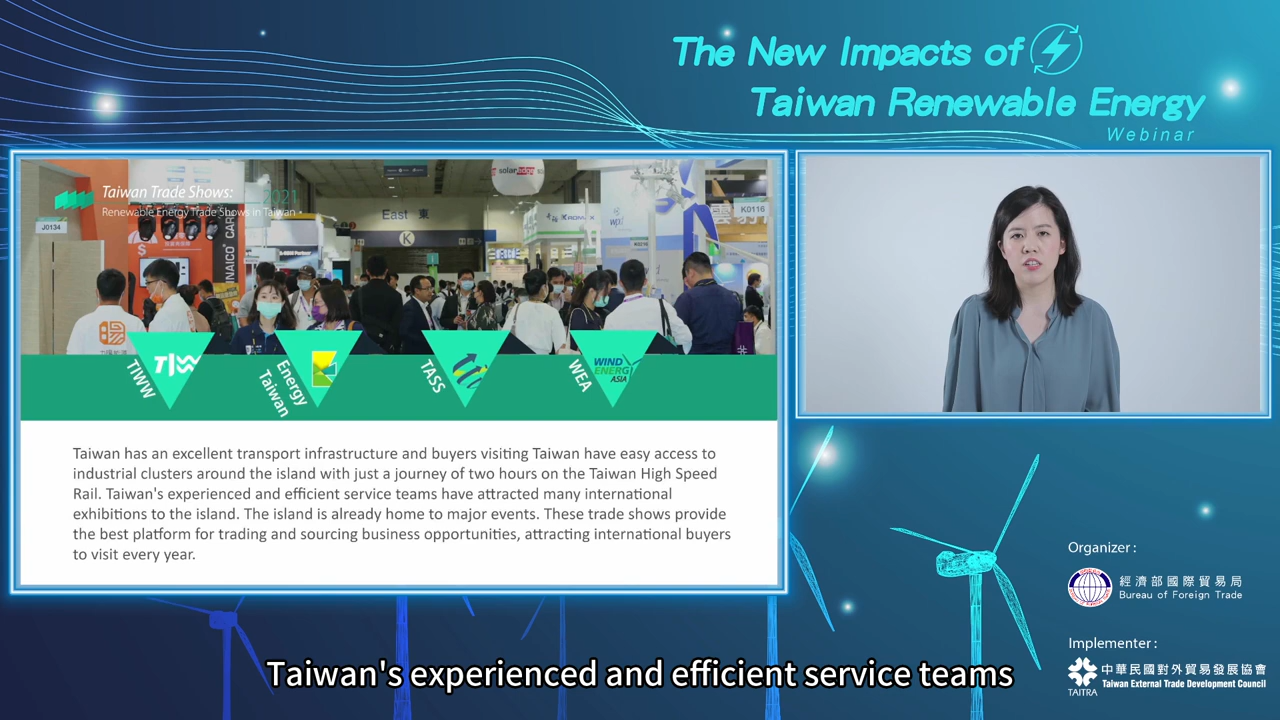 The New Impacts of
Taiwan Renewable Energy
Webinar
Taiwan Trade Shows:
2021
Renewable Energy Trade Shows in Taiwan
J0134
East 東
K
solaredge
KROMAX
K0116
TIWW
TIWW
Energy
Taiwan
TASS
WEA
WIND
ENERGY
ASIA
Taiwan has an excellent transport infrastructure and buyers visiting Taiwan have easy access to
industrial clusters around the island with just a journey of two hours on the Taiwan High Speed
Rail. Taiwan's experienced and efficient service teams have attracted many international
exhibitions to the island. The island is already home to major events. These trade shows provide
the best platform for trading and sourcing business opportunities, attracting international buyers
to visit every year.
Organizer :
經濟部國際貿易局
Bureau of Foreign Trade
Implementer :
中華民國對外貿易發展協會
Taiwan External Trade Development Council
TAITRA
Taiwan's experienced and efficient service teams